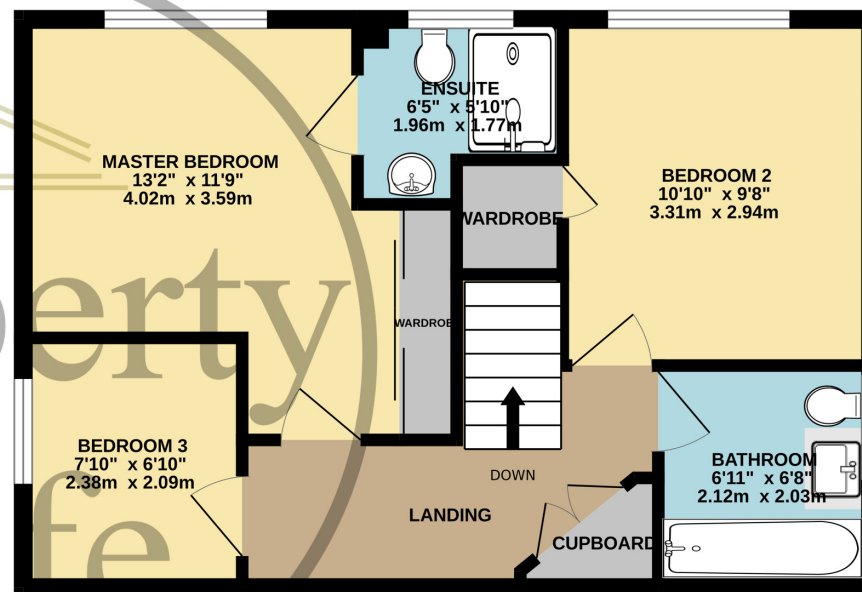 MASTER BEDROOM
13'2" x 11'9"
4.02m x 3.59m
ENSUITE
6'5" x 5'10"
1.96m x 1.77m
BEDROOM 2
10'10" x 9'8"
3.31m x 2.94m
WARDROBE
WARDROBE
BEDROOM 3
7'10" x 6'10"
2.38m x 2.09m
DOWN
LANDING
CUPBOARD
BATHROOM
6'11" x 6'8"
2.12m x 2.03m
erty
fe